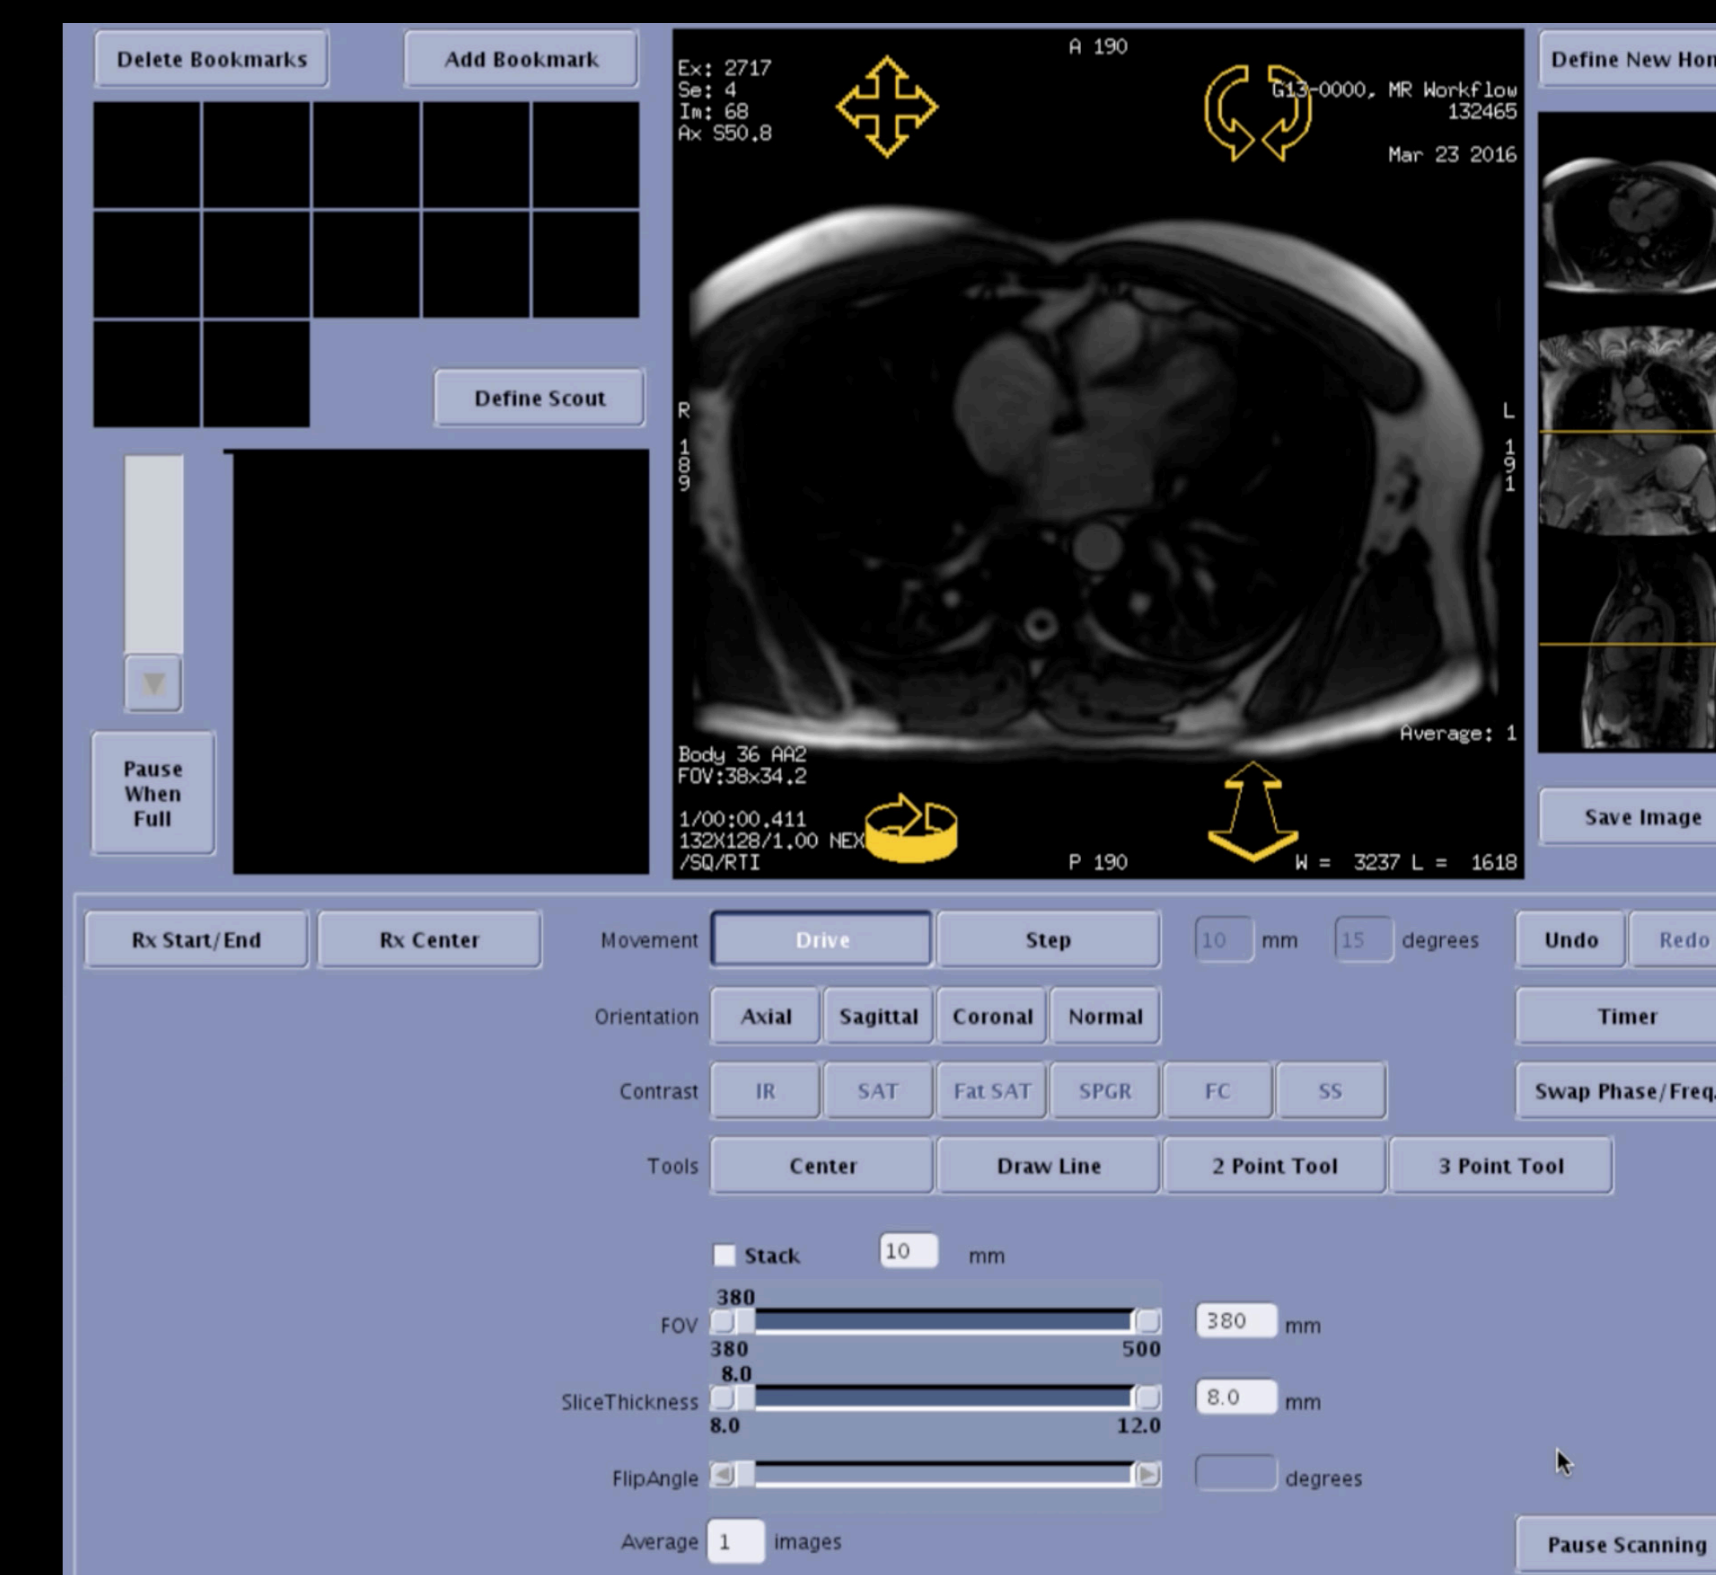 Delete Bookmarks
Add Bookmark
Define Scout
Pause
When
Full
A 190
Ex: 2717
Se: 4
Im: 68
Ax S50.8
G13-0000, MR Workflow
132465
Mar 23 2016
R
1
8
9
L
1
9
1
Average: 1
Body 36 AA2
FOV:38x34.2
1/00:00.411
132X128/1.00 NEX
/SQ/RTI
P 190
W = 3237 L = 1618
Define New Hom
Save Image
Rx Start/End
Rx Center
Movement
Drive
Step
10 mm
15 degrees
Undo
Redo
Orientation
Axial
Sagittal
Coronal
Normal
Timer
Contrast
IR
SAT
Fat SAT
SPGR
FC
SS
Swap Phase/Freq.
Tools
Center
Draw Line
2 Point Tool
3 Point Tool
Stack 10 mm
380
FOV
380 mm
380 500
8.0
SliceThickness
8.0 mm
8.0 12.0
FlipAngle
degrees
Average 1 images
Pause Scanning